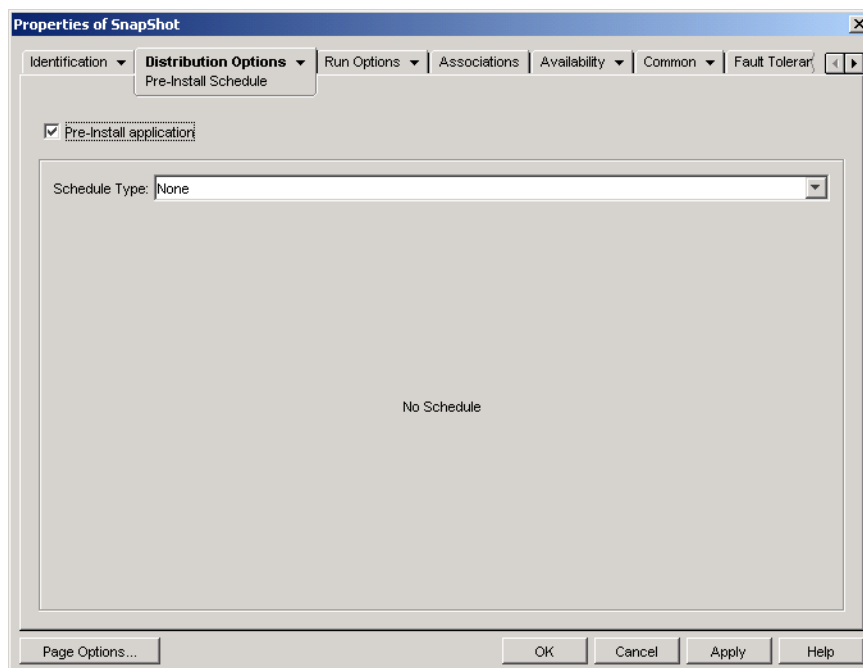 Properties of SnapShot
Identification
Distribution Options
Run Options
Associations
Availability
Common
Pre-Install Schedule
Pre-Install application
Schedule Type: None
No Schedule
Page Options...
OK
Cancel
Apply
Help